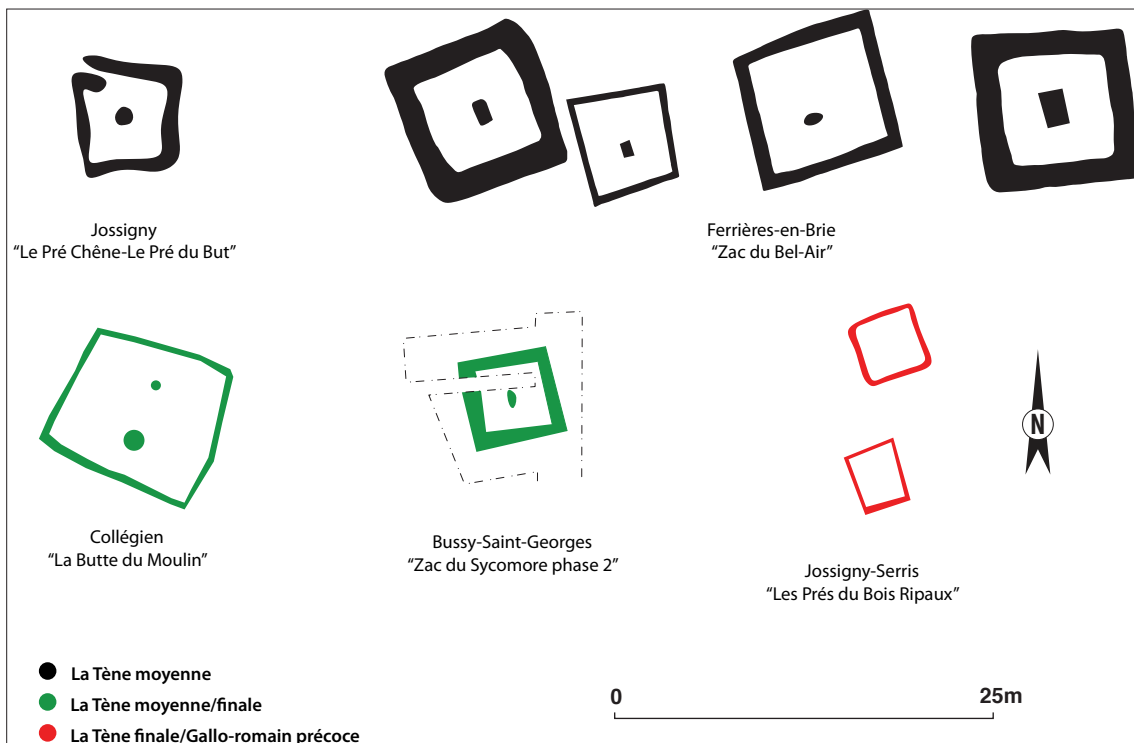 Jossigny
“Le Pré Chêne-Le Pré du But”
Ferrières-en-Brie
“Zac du Bel-Air”
N
Collégien
“La Butte du Moulin”
Bussy-Saint-Georges
“Zac du Sycomore phase 2”
Jossigny-Serris
“Les Prés du Bois Ripaux”
La Tène moyenne
La Tène moyenne/finale
La Tène finale/Gallo-romain précoce
0 25m